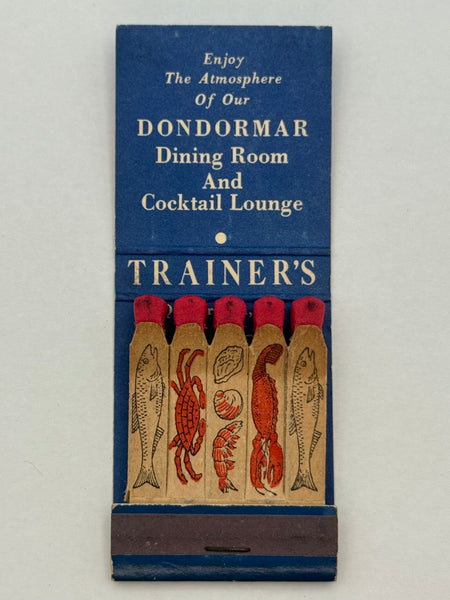 Enjoy
The Atmosphere
Of Our
DONDORMAR
Dining Room
And
Cocktail Lounge
TRAINER'S